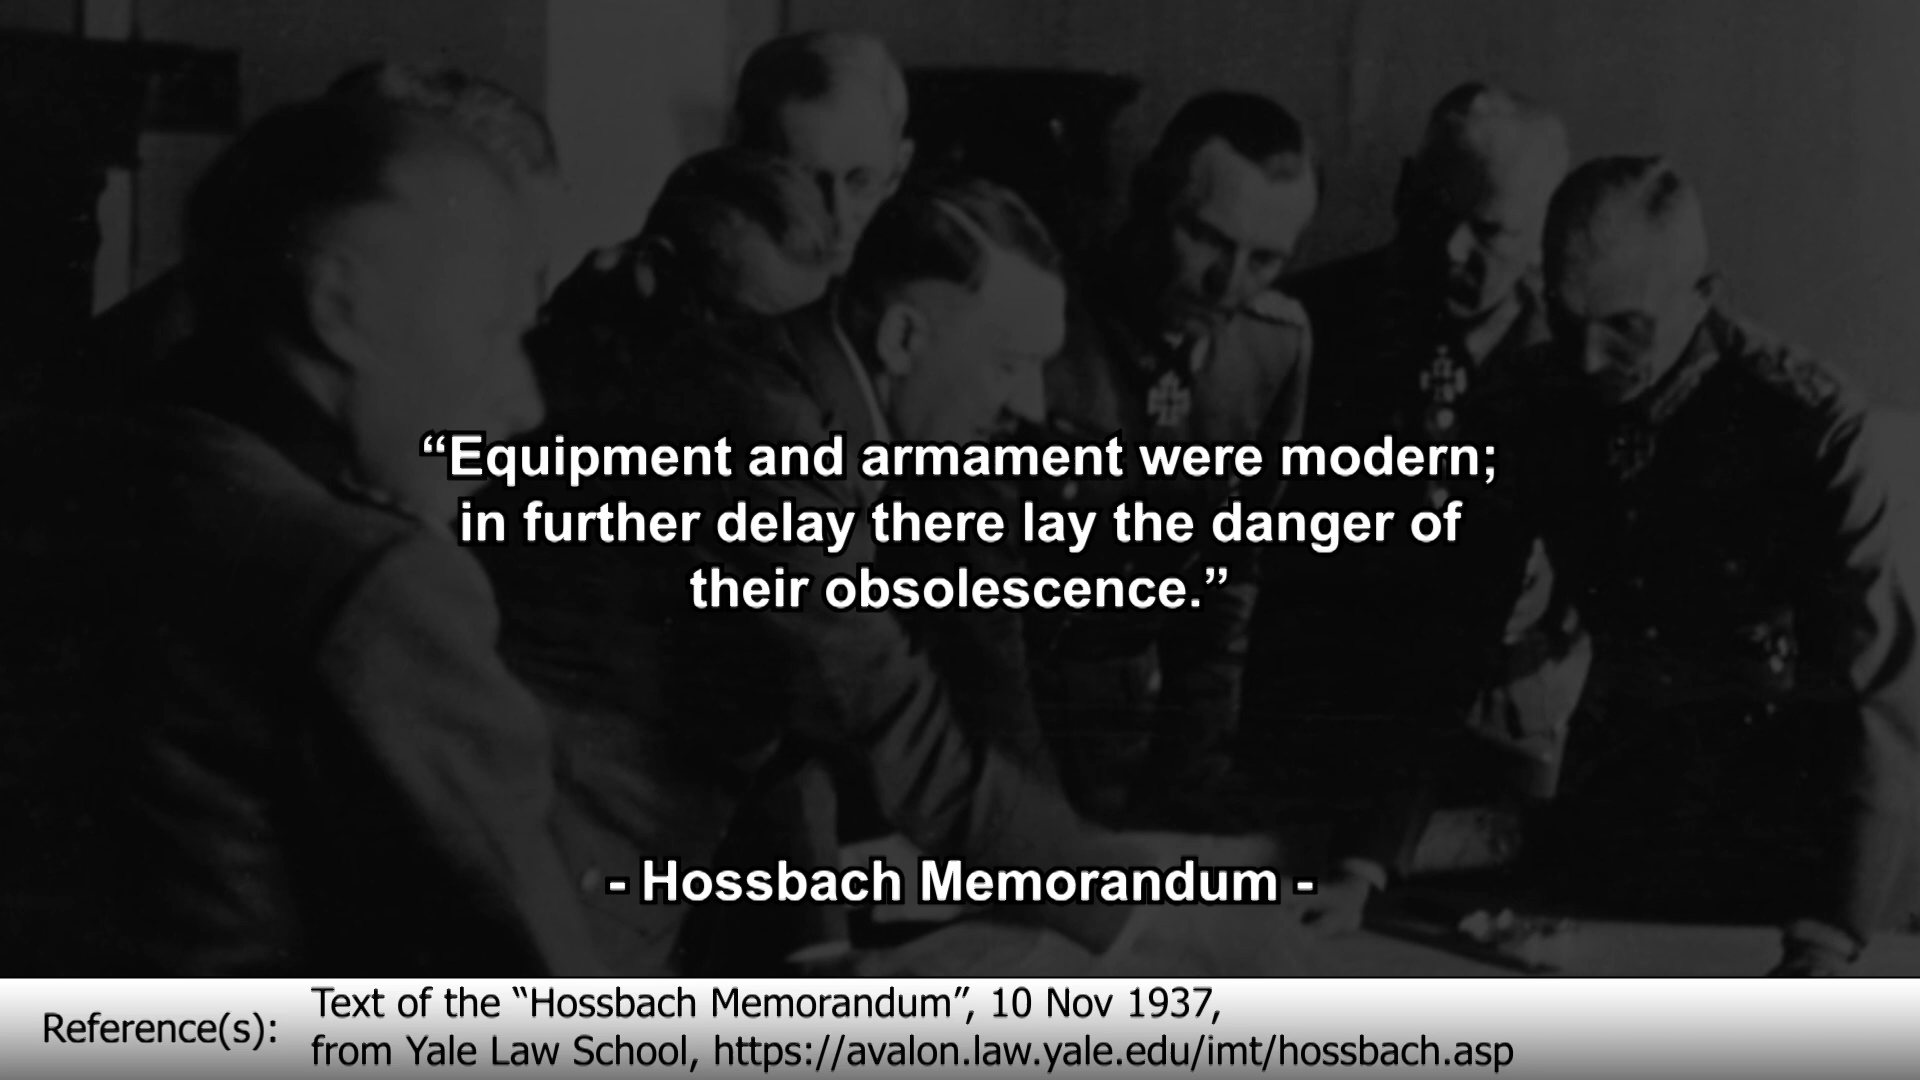 “Equipment and armament were modern;
in further delay there lay the danger of
their obsolescence.”
- Hossbach Memorandum -
Reference(s):
Text of the “Hossbach Memorandum”, 10 Nov 1937,
from Yale Law School, https://avalon.law.yale.edu/imt/hossbach.asp